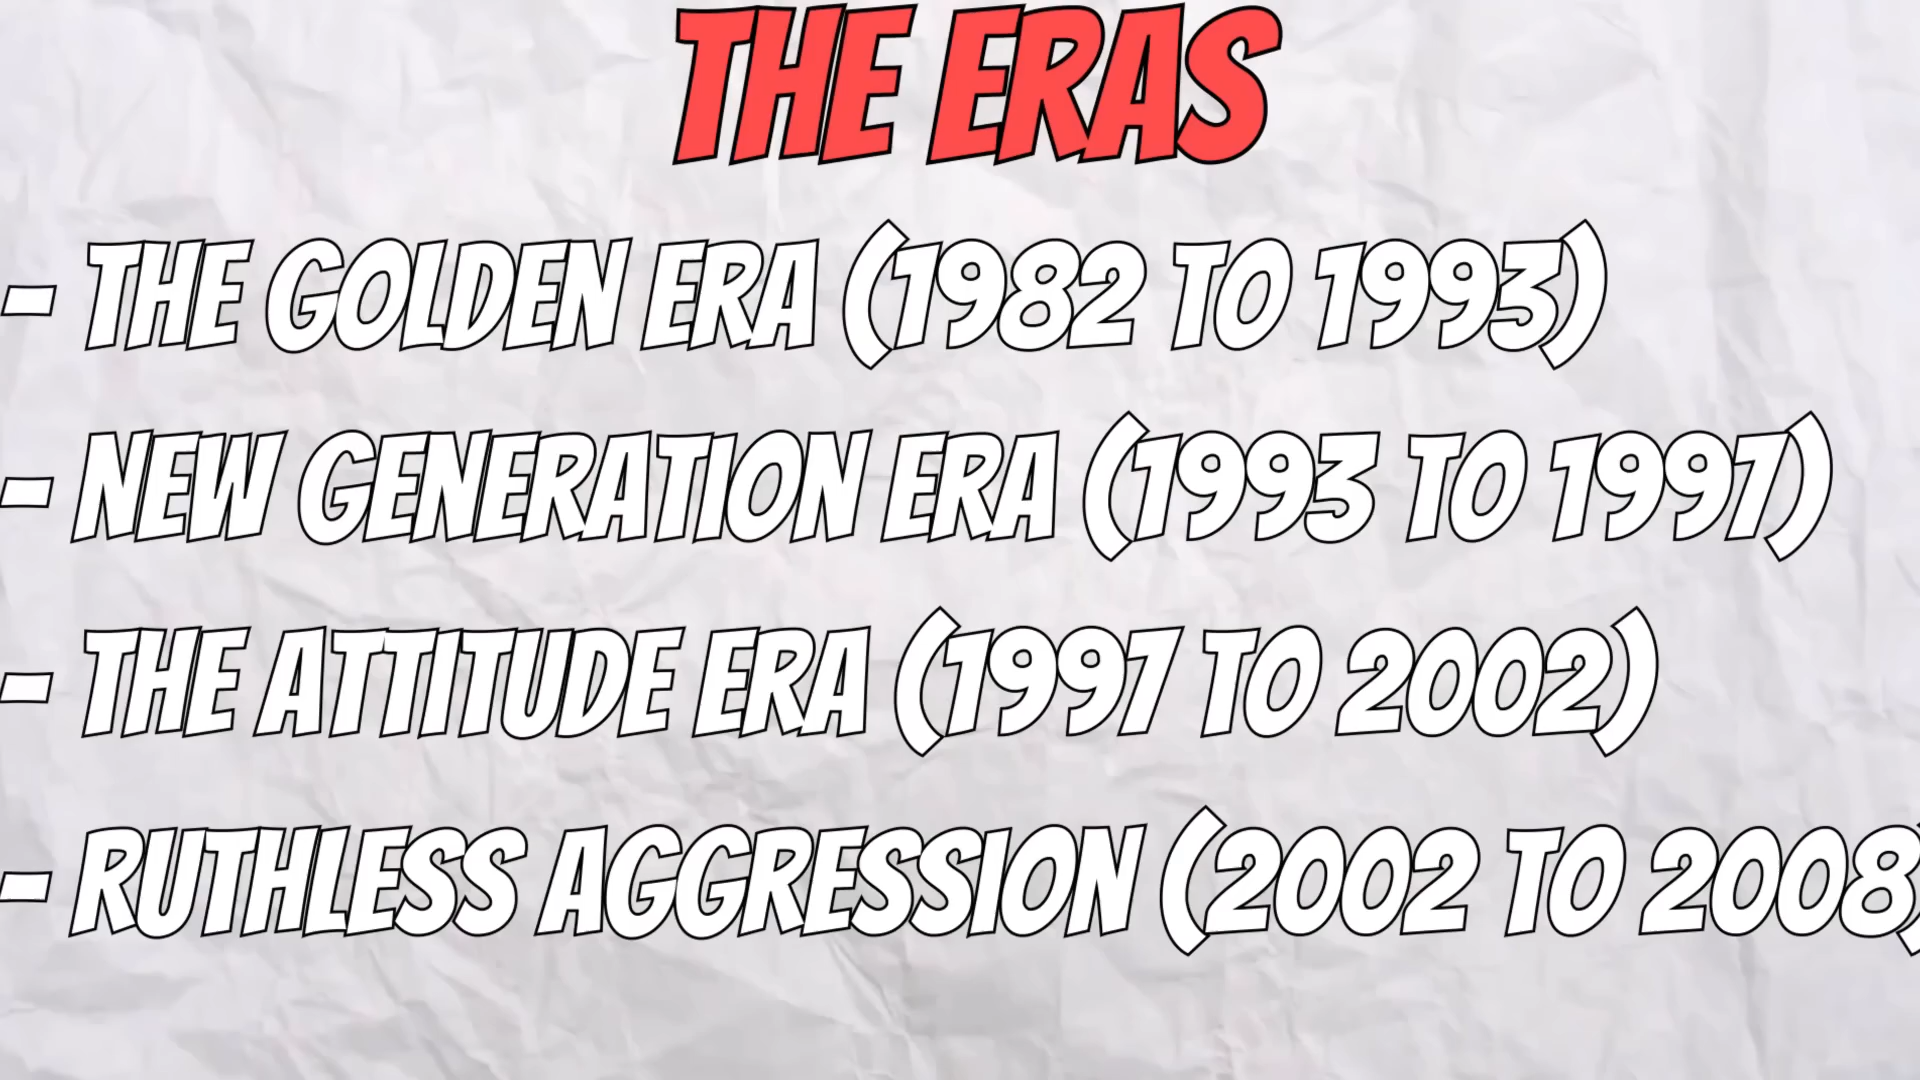 THE ERAS
- THE GOLDEN ERA (1982 TO 1993)
- NEW GENERATION ERA (1993 TO 1997)
- THE ATTITUDE ERA (1997 TO 2002)
- RUTHLESS AGGRESSION (2002 TO 2008)